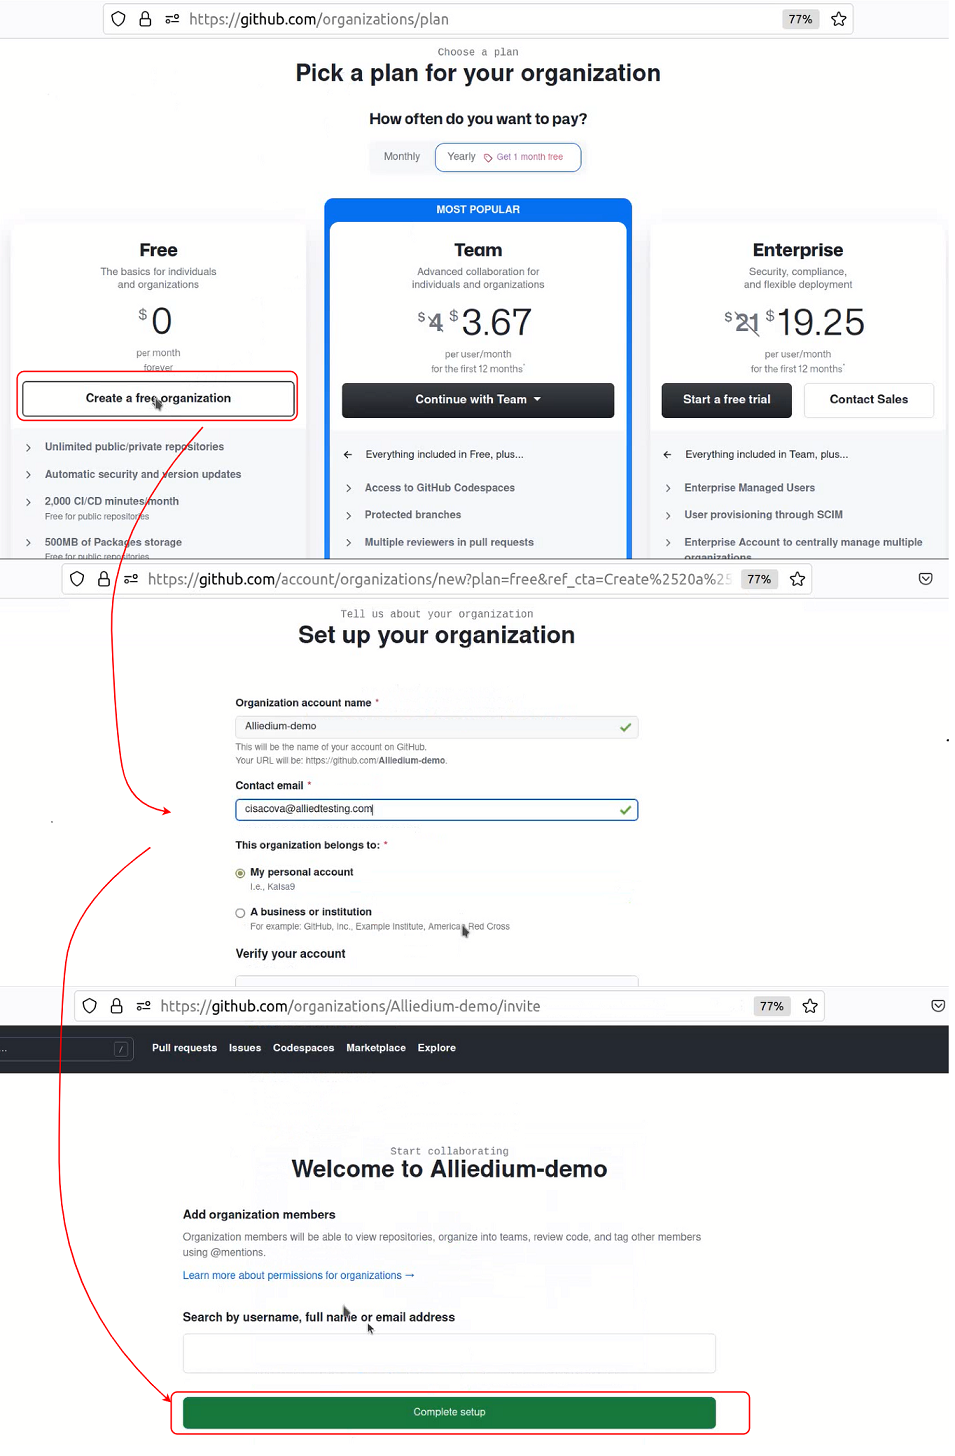 https://github.com/organizations/plan
77%
Choose a plan
Pick a plan for your organization
How often do you want to pay?
Monthly
Yearly
Get 1 month free
MOST POPULAR
Free
The basics for individuals
and organizations
$0
per month
forever
Create a free organization
Unlimited public/private repositories
Automatic security and version updates
2,000 CI/CD minutes/month
Free for public repositories
500MB of Packages storage
Free for public repositories
Team
Advanced collaboration for
individuals and organizations
$4 $3.67
per user/month
for the first 12 months*
Continue with Team
Everything included in Free, plus...
Access to GitHub Codespaces
Protected branches
Multiple reviewers in pull requests
Enterprise
Security, compliance,
and flexible deployment
$21 $19.25
per user/month
for the first 12 months*
Start a free trial
Contact Sales
Everything included in Team, plus...
Enterprise Managed Users
User provisioning through SCIM
Enterprise Account to centrally manage multiple
organizations
https://github.com/account/organizations/new?plan=free&ref_cta=Create%2520a%25
77%
Tell us about your organization
Set up your organization
Organization account name *
Alliedium-demo
This will be the name of your account on GitHub.
Your URL will be: https://github.com/Alliedium-demo.
Contact email *
cisacova@alliedtesting.com
This organization belongs to: *
My personal account
I.e., Kaisa9
A business or institution
For example: GitHub, Inc., Example Institute, American Red Cross
Verify your account
https://github.com/organizations/Alliedium-demo/invite
77%
... / Pull requests Issues Codespaces Marketplace Explore
Start collaborating
Welcome to Alliedium-demo
Add organization members
Organization members will be able to view repositories, organize into teams, review code, and tag other members
using @mentions.
Learn more about permissions for organizations →
Search by username, full name or email address
Complete setup